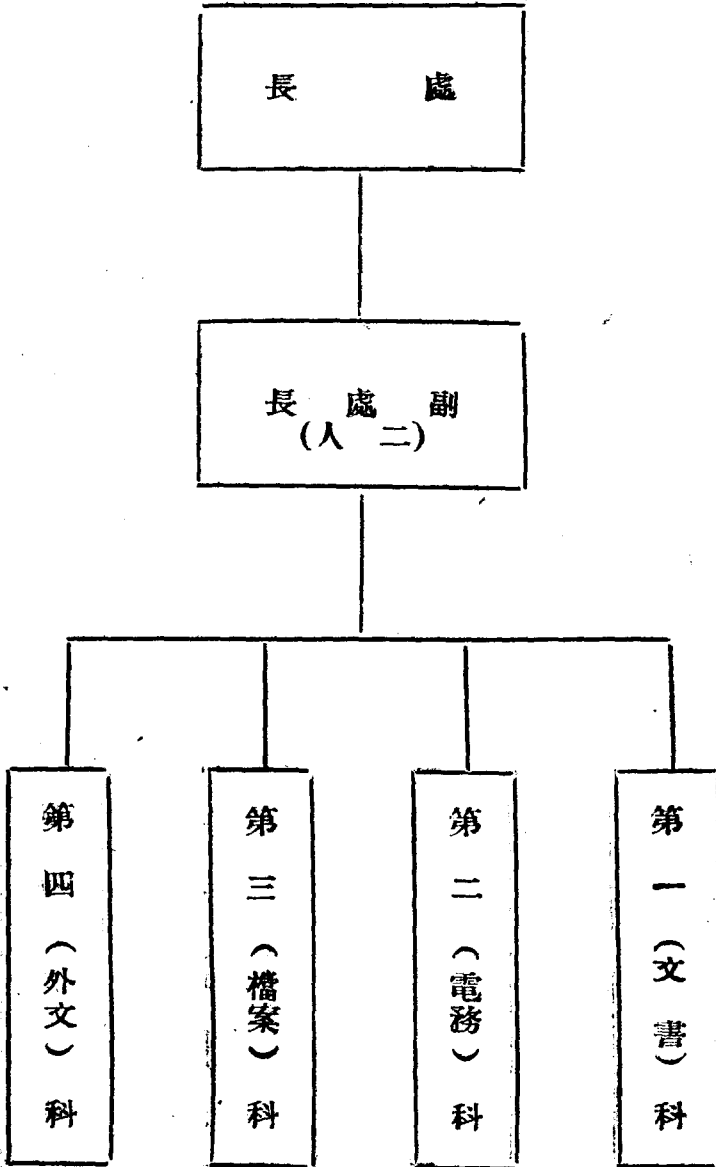 處長
副處長
(二人)
第一(文書)科
第二(電務)科
第三(檔案)科
第四(外文)科